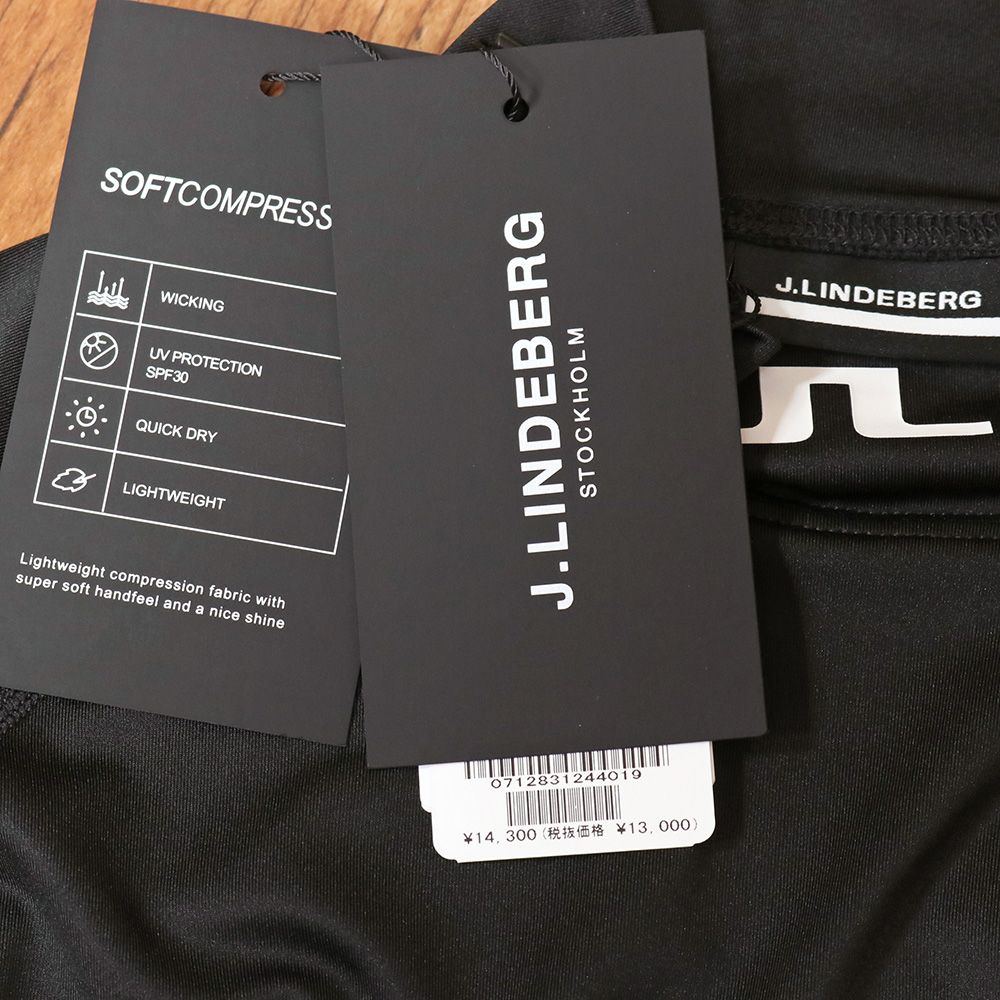 SOFTCOMPRESS
WICKING
UV PROTECTION
SPF30
QUICK DRY
LIGHTWEIGHT
Lightweight compression fabric with
super soft handfeel and a nice shine
J.LINDEBERG
STOCKHOLM
J.LINDEBERG
0712831244019
¥14,300(税抜価格 ¥13,000)